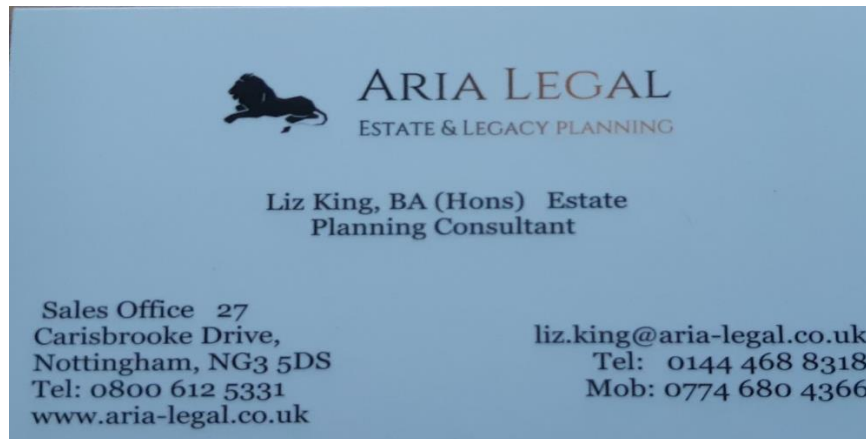 ARIA LEGAL
ESTATE & LEGACY PLANNING
Liz King, BA (Hons) Estate
Planning Consultant
Sales Office 27
Carisbrooke Drive,
Nottingham, NG3 5DS
Tel: 0800 612 5331
www.aria-legal.co.uk
liz.king@aria-legal.co.uk
Tel: 0144 468 8318
Mob: 0774 680 4366